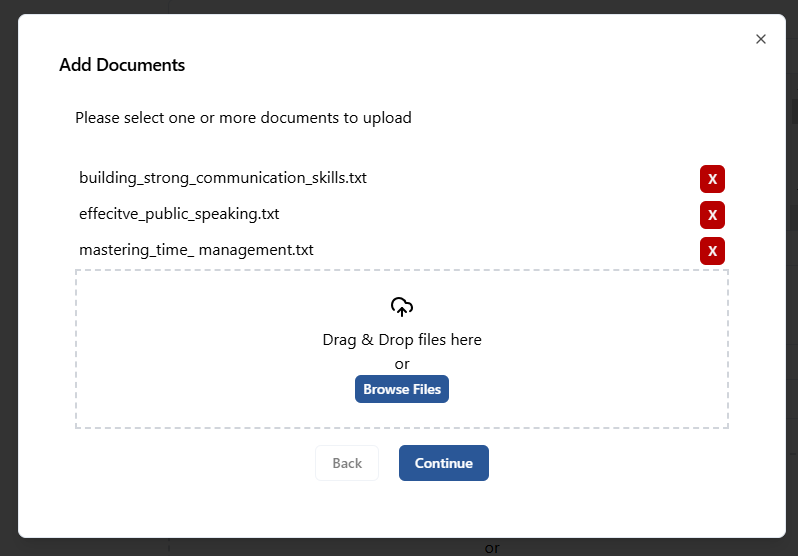 Add Documents
Please select one or more documents to upload
building_strong_communication_skills.txt X
effecitve_public_speaking.txt X
mastering_time_ management.txt X
Drag & Drop files here
or
Browse Files
Back Continue
or